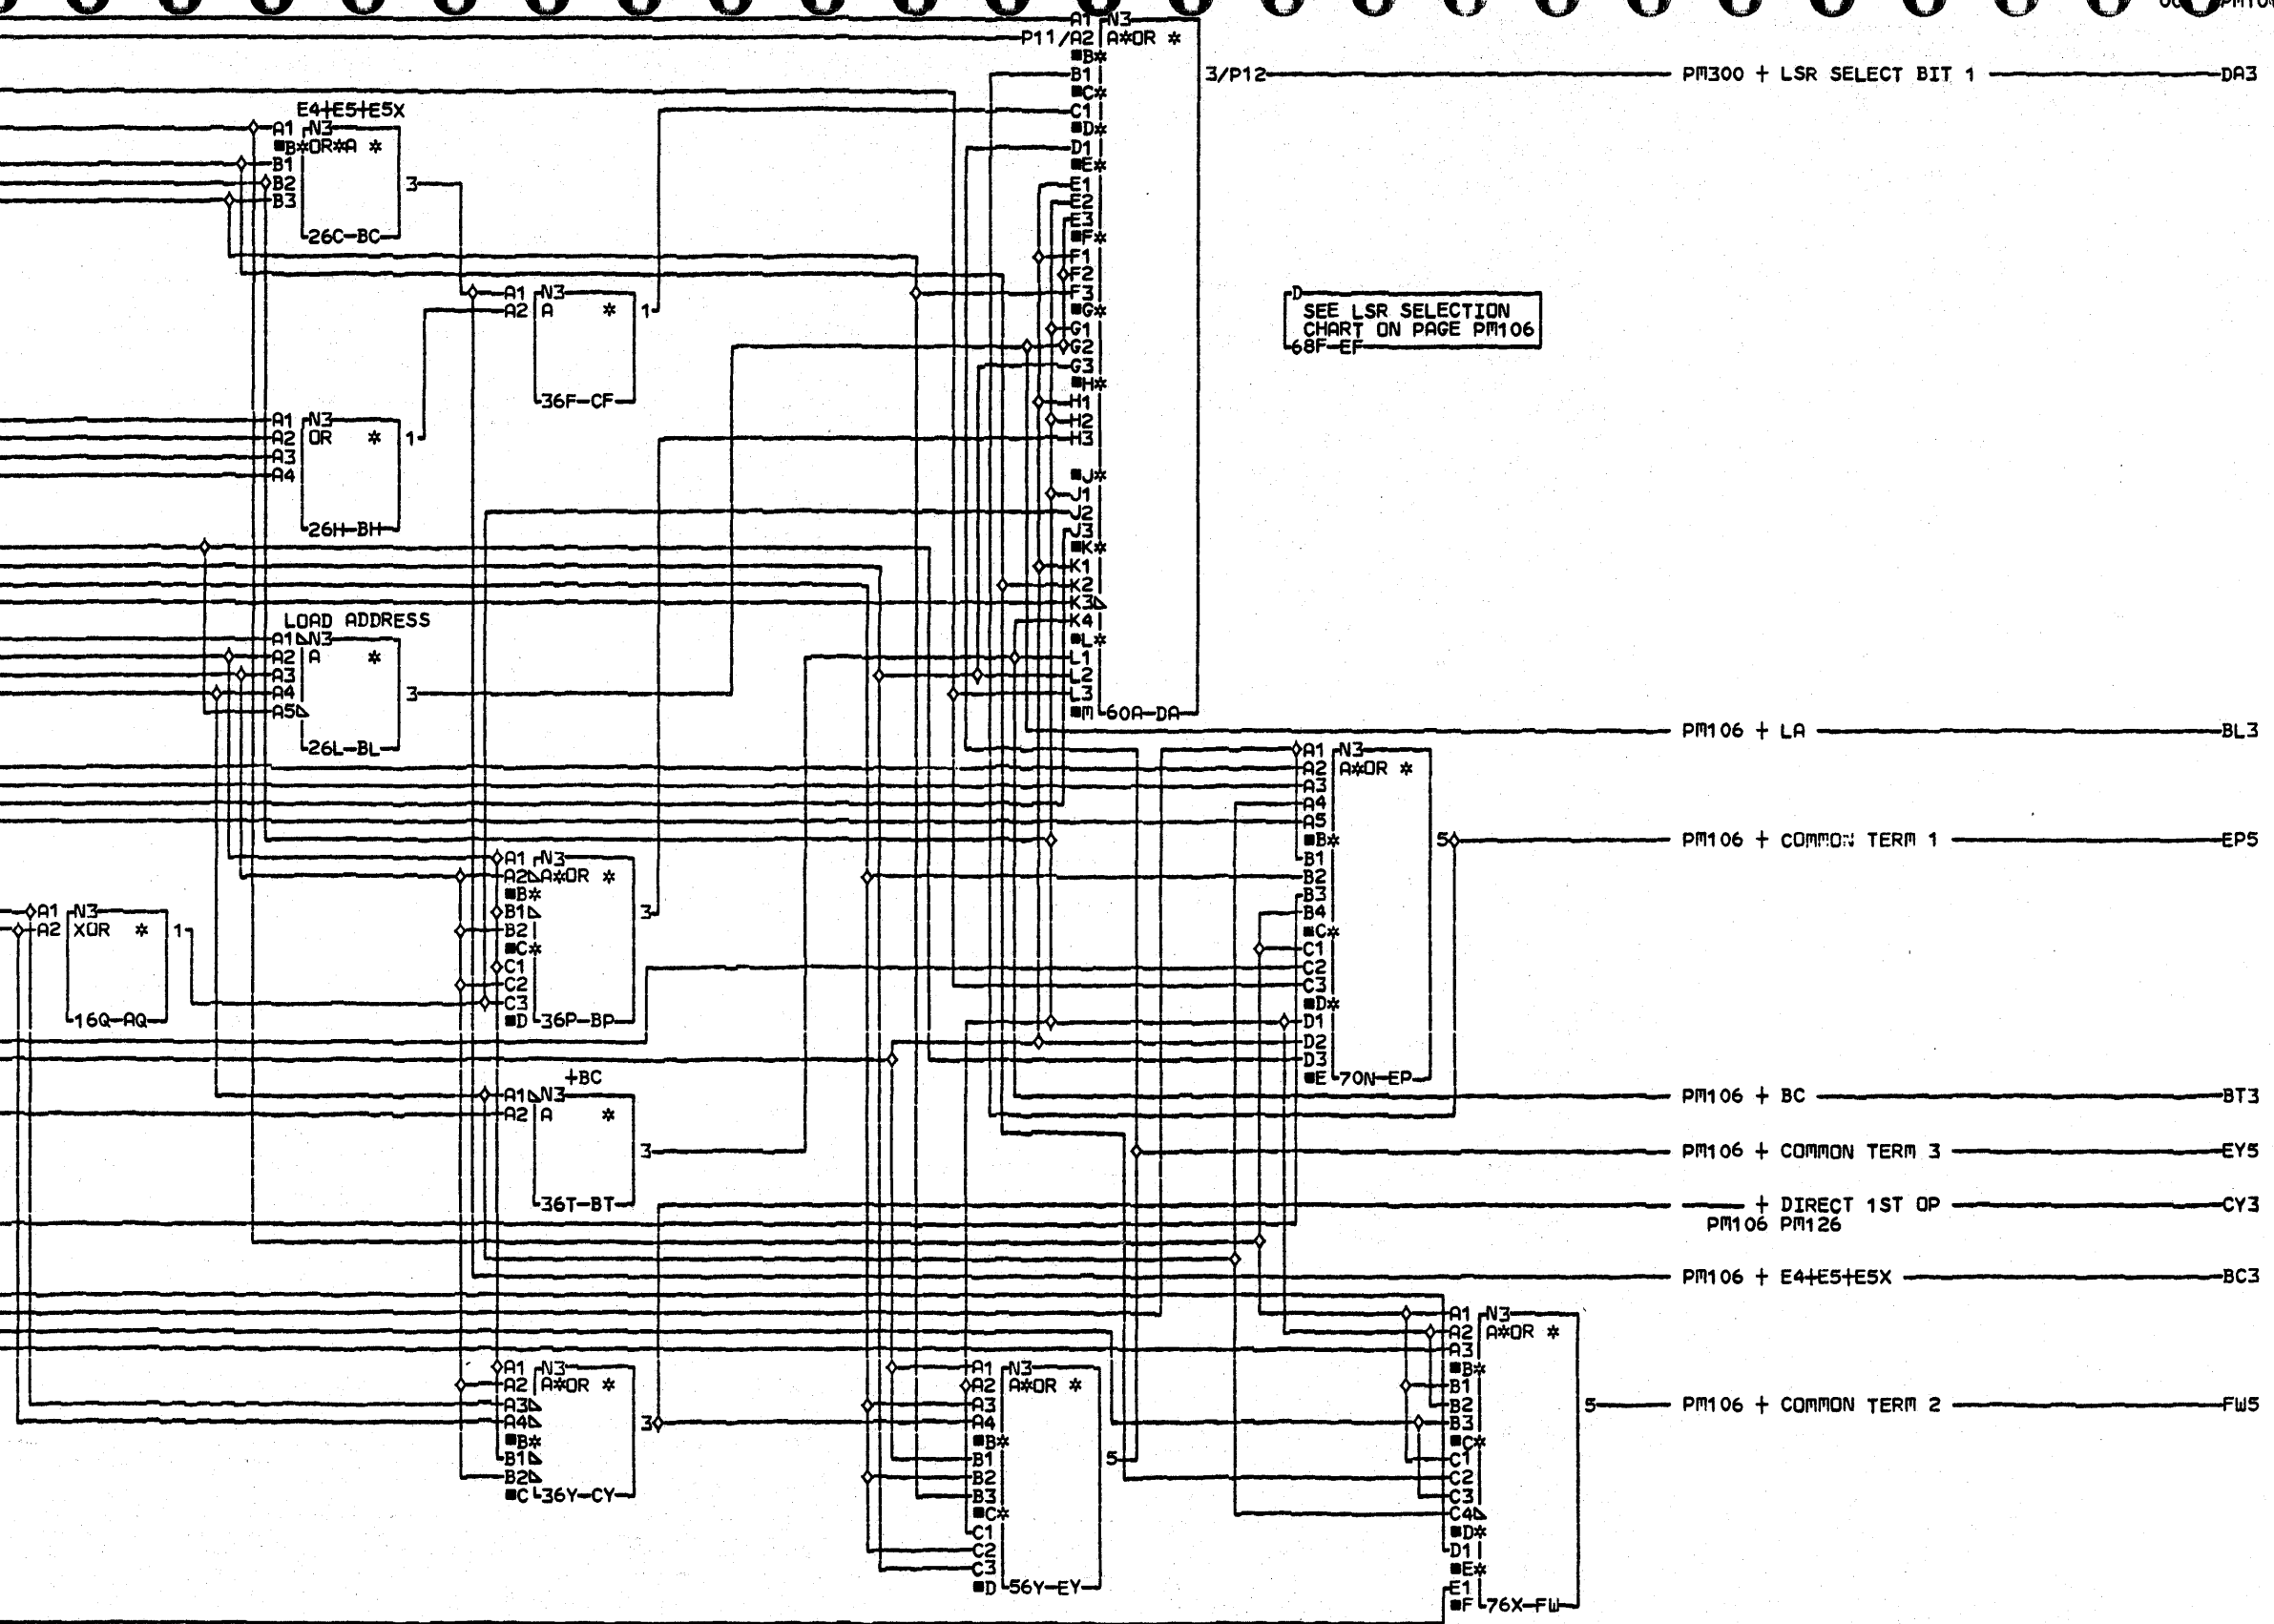 A1 N3
P11/A2 A*OR *
■B*
B1 3/P12 PM300 + LSR SELECT BIT 1 DA3
■C*
C1
■D*
D1
■E*
E1
E2
E3
■F*
F1
F2
F3
■G*
G1
G2
G3
■H*
H1
H2
H3
■J*
J1
J2
J3
■K*
K1
K2
K3
K4
■L*
L1
L2
L3
■M 60A-DA
E4+E5+E5X
A1 N3
■B*OR*A *
B1
B2 3
B3
26C-BC
A1 N3
A2 A * 1
36F-CF
D
SEE LSR SELECTION
CHART ON PAGE PM106
68F-EF
A1 N3
A2 OR * 1
A3
A4
26H-BH
LOAD ADDRESS
A1 N3
A2 A *
A3
A4 3
A5
26L-BL
PM106 + LA BL3
A1 N3
A2 A*OR *
A3
A4
A5
■B* 5 PM106 + COMMON TERM 1 EP5
B1
B2
B3
B4
■C*
C1
C2
C3
■D*
D1
D2
D3
■E 70N-EP
A1 N3
A2 A*OR *
■B*
B1 3
B2
■C*
C1
C2
C3
■D 36P-BP
A1 N3
A2 XOR * 1
16Q-AQ
+BC
A1 N3
A2 A *
3
36T-BT
PM106 + BC BT3
PM106 + COMMON TERM 3 EY5
+ DIRECT 1ST OP CY3
PM106 PM126
PM106 + E4+E5+E5X BC3
A1 N3
A2 A*OR *
A3
■B*
B1
B2 5 PM106 + COMMON TERM 2 FW5
B3
■C*
C1
C2
C3
C4
■D*
D1
■E*
E1
■F 76X-FW
A1 N3
A2 A*OR *
A3
A4 3
■B*
B1
B2
■C 36Y-CY
A1 N3
A2 A*OR *
A3
A4
■B*
B1 5
B2
B3
■C*
C1
C2
C3
■D 56Y-EY